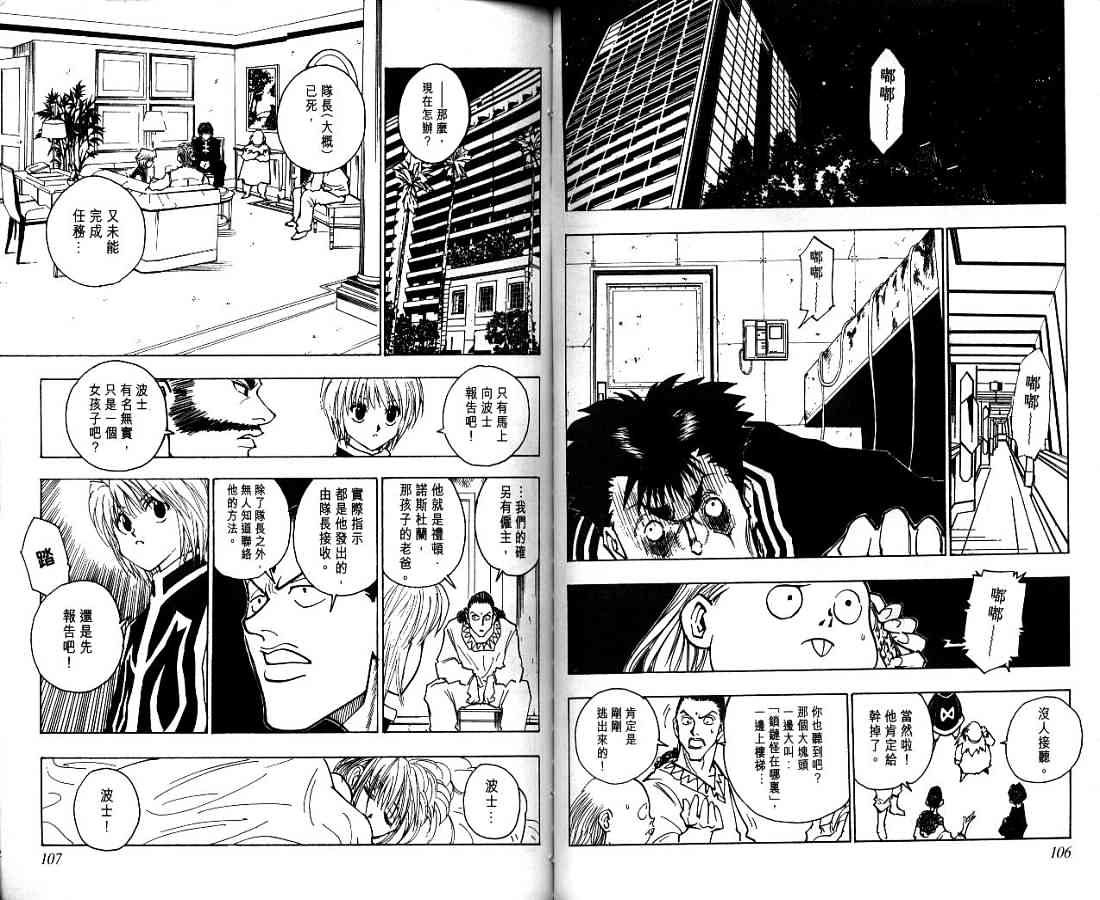 嘟
嘟——
嘟
嘟——
嘟
嘟——
嘟
嘟——
沒人接聽。
當然啦！
他肯定給
幹掉了。
你也聽到吧？
那個大塊頭
一邊大叫：
「鎖鏈怪在哪裏」，
一邊上樓梯…
肯定是
剛剛
逃出來的！
106
——那麼，
現在怎辦？
隊長（大概）
已死，
又未能
完成
任務…
只有馬上
向波士
報告吧！
波士
有名無實，
只是一個
女孩子吧？
…我們的確
另有僱主，
他就是禮頓·
諾斯杜蘭，
那孩子的老爸。
實際指示
都是他發出的，
由隊長接收。
除了隊長之外，
無人知道聯絡
他的方法。
踏
還是先
報告吧！
波士…
波士！
107